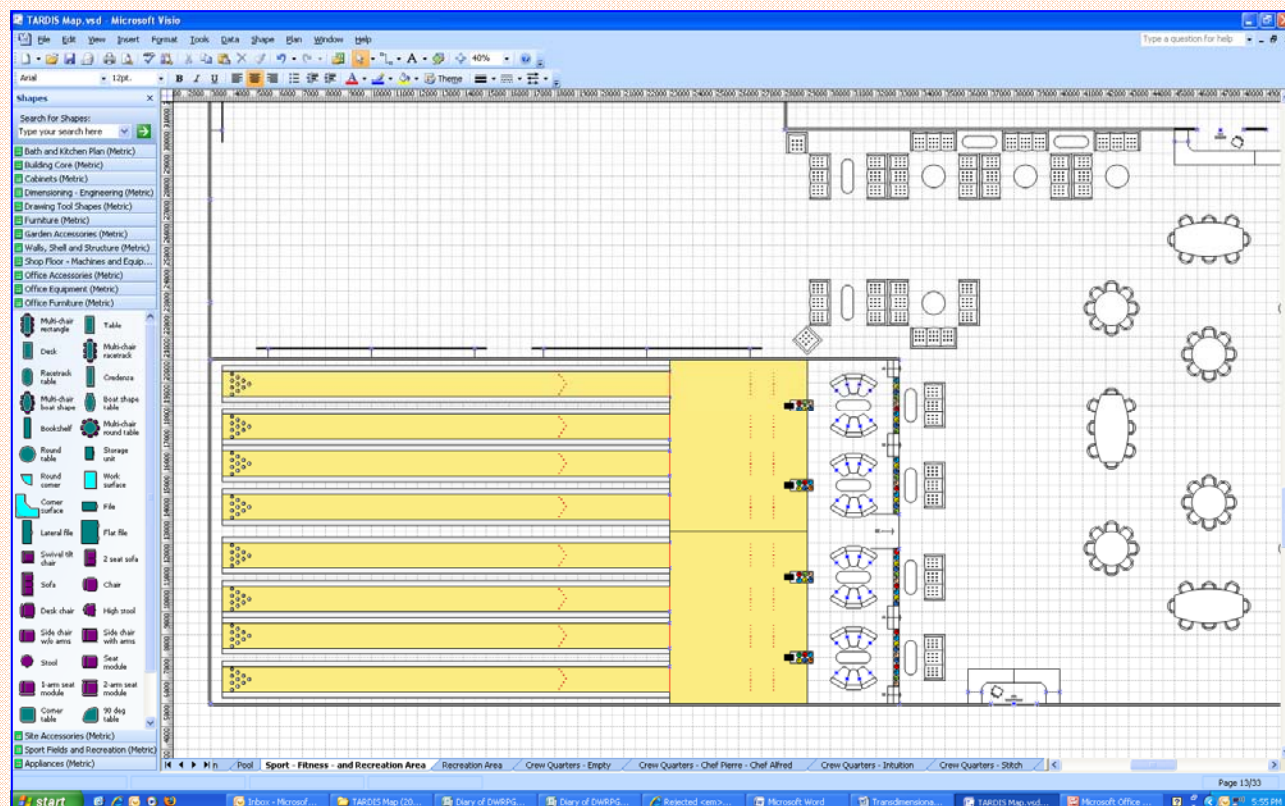 TARDIS Map.vsd - Microsoft Visio
File Edit View Insert Format Tools Data Shape Plan Window Help
Type a question for help
40%
Arial 12pt. B I U Theme
Shapes
Search for Shapes:
Type your search here
Bath and Kitchen Plan (Metric)
Building Core (Metric)
Cabinets (Metric)
Dimensioning - Engineering (Metric)
Drawing Tool Shapes (Metric)
Furniture (Metric)
Garden Accessories (Metric)
Walls, Shell and Structure (Metric)
Shop Floor - Machines and Equip...
Office Accessories (Metric)
Office Equipment (Metric)
Office Furniture (Metric)
Multi-chair rectangle
Table
Desk
Multi-chair racetrack
Racetrack table
Credenza
Multi-chair boat shape
Boat shape table
Bookshelf
Multi-chair round table
Round table
Storage unit
Round corner
Work surface
Corner surface
File
Lateral file
Flat file
Swivel tilt chair
2 seat sofa
Sofa
Chair
Desk chair
High stool
Side chair w/o arms
Side chair with arms
Stool
Seat module
1-arm seat module
2-arm seat module
Corner table
90 deg table
Site Accessories (Metric)
Sport Fields and Recreation (Metric)
Appliances (Metric)
Pool Sport - Fitness - and Recreation Area Recreation Area Crew Quarters - Empty Crew Quarters - Chef Pierre - Chef Alfred Crew Quarters - Intuition Crew Quarters - Stitch
Page 13/33
start Inbox - Microsof... TARDIS Map (20... Diary of DWRPG... Diary of DWRPG... Rejected <em>... Microsoft Word Transdimensiona... TARDIS Map.vsd... Microsoft Office ...